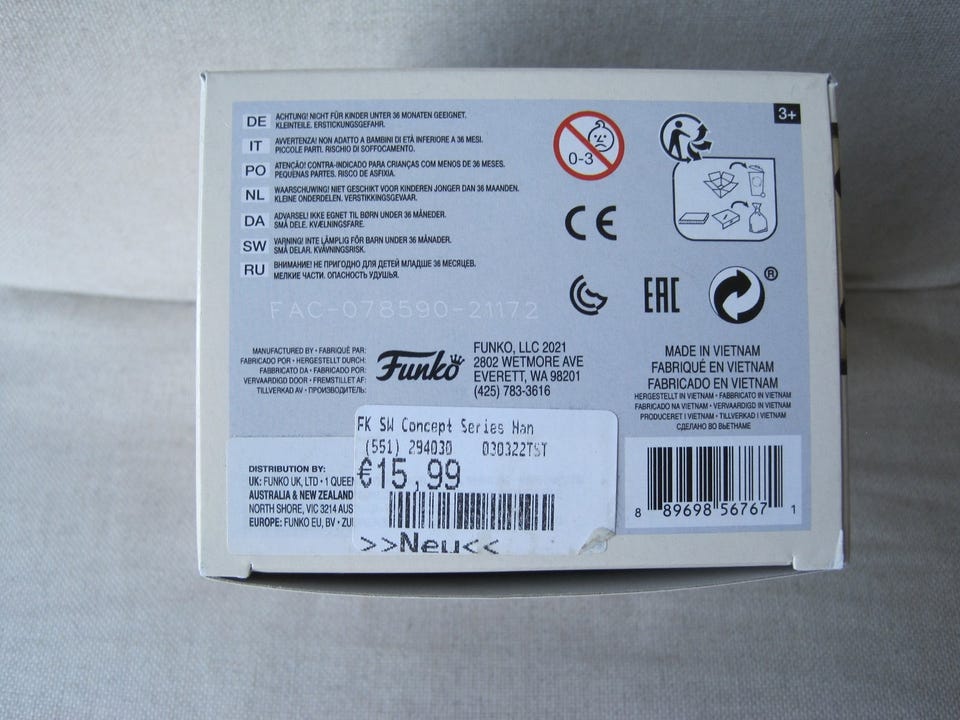 DE ACHTUNG! NICHT FÜR KINDER UNTER 36 MONATEN GEEIGNET.
KLEINTEILE. ERSTICKUNGSGEFAHR.
IT AVVERTENZA! NON ADATTO A BAMBINI DI ETÀ INFERIORE A 36 MESI.
PICCOLE PARTI. RISCHIO DI SOFFOCAMENTO.
PO ATENÇÃO! CONTRA-INDICADO PARA CRIANÇAS COM MENOS DE 36 MESES.
PEQUENAS PARTES. RISCO DE ASFIXIA.
NL WAARSCHUWING! NIET GESCHIKT VOOR KINDEREN JONGER DAN 36 MAANDEN.
KLEINE ONDERDELEN. VERSTIKKINGSGEVAAR.
DA ADVARSEL! IKKE EGNET TIL BØRN UNDER 36 MÅNEDER.
SMÅ DELE. KVÆLNINGSFARE.
SW VARNING! INTE LÄMPLIG FÖR BARN UNDER 36 MÅNADER.
SMÅ DELAR. KVÄVNINGSRISK.
RU ВНИМАНИЕ! НЕ ПРИГОДНО ДЛЯ ДЕТЕЙ МЛАДШЕ 36 МЕСЯЦЕВ.
МЕЛКИЕ ЧАСТИ. ОПАСНОСТЬ УДУШЬЯ.
FAC-078590-21172
3+
0-3
CE
EAC
®
MANUFACTURED BY • FABRIQUÉ PAR:
FABRICADO POR • HERGESTELLT DURCH:
FABBRICATO DA • FABRICADO POR:
VERVAARDIGD DOOR • FREMSTILLET AF:
TILLVERKAD AV • ПРОИЗВОДИТЕЛЬ:
Funko
FUNKO, LLC 2021
2802 WETMORE AVE
EVERETT, WA 98201
(425) 783-3616
MADE IN VIETNAM
FABRIQUÉ EN VIETNAM
FABRICADO EN VIETNAM
HERGESTELLT IN VIETNAM • FABBRICATO IN VIETNAM
FABRICADO NA VIETNAM • VERVAARDIGD IN VIETNAM
PRODUCERET I VIETNAM • TILLVERKAD I VIETNAM
СДЕЛАНО ВО ВЬЕТНАМЕ
DISTRIBUTION BY:
UK: FUNKO UK, LTD • 1 QUEE
AUSTRALIA & NEW ZEALAND
NORTH SHORE, VIC 3214 AUS
EUROPE: FUNKO EU, BV • ZUI
FK SW Concept Series Han
(551) 294030 030322TST
€15,99
>>Neu<<
8 89698 56767 1